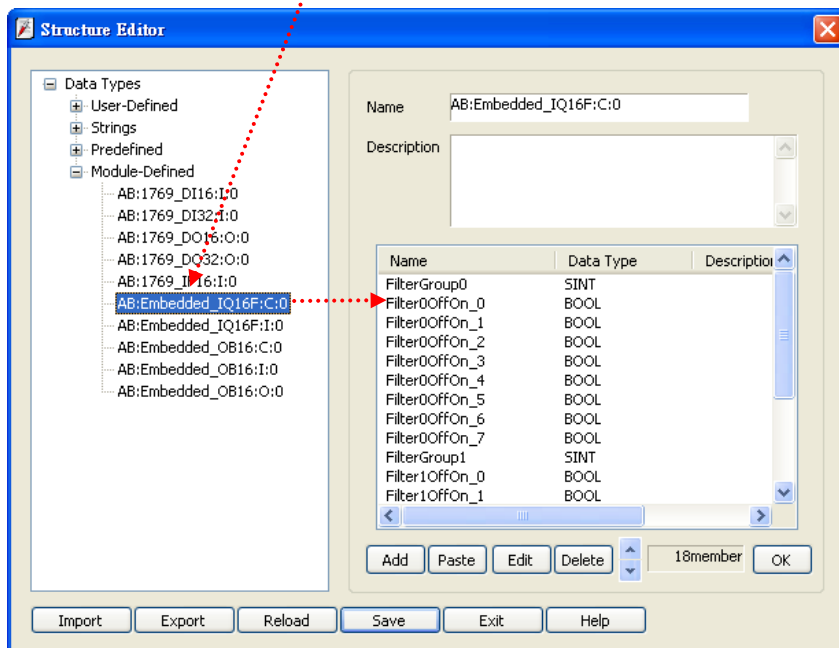 Structure Editor
Data Types
User-Defined
Strings
Predefined
Module-Defined
AB:1769_DI16:I:0
AB:1769_DI32:I:0
AB:1769_DO16:O:0
AB:1769_DO32:O:0
AB:Embedded_IQ16F:C:0
AB:Embedded_IQ16F:I:0
AB:Embedded_OB16:C:0
AB:Embedded_OB16:I:0
AB:Embedded_OB16:O:0
Name AB:Embedded_IQ16F:C:0
Description
Name Data Type
FilterGroup0 SINT
Filter0OffOn_0 BOOL
Filter0OffOn_1 BOOL
Filter0OffOn_2 BOOL
Filter0OffOn_3 BOOL
Filter0OffOn_4 BOOL
Filter0OffOn_5 BOOL
Filter0OffOn_6 BOOL
Filter0OffOn_7 BOOL
FilterGroup1 SINT
Filter1OffOn_0 BOOL
Filter1OffOn_1 BOOL
Add Paste Edit Delete 18member OK
Import Export Reload Save Exit Help